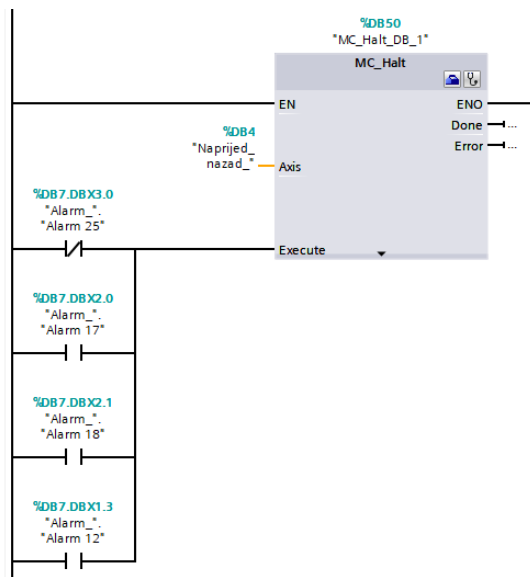 %DB50
"MC_Halt_DB_1"
MC_Halt
EN
ENO
Done
...
Error
...
%DB4
"Naprijed_
nazad_"
Axis
%DB7.DBX3.0
"Alarm_".
"Alarm 25"
Execute
%DB7.DBX2.0
"Alarm_".
"Alarm 17"
%DB7.DBX2.1
"Alarm_".
"Alarm 18"
%DB7.DBX1.3
"Alarm_".
"Alarm 12"